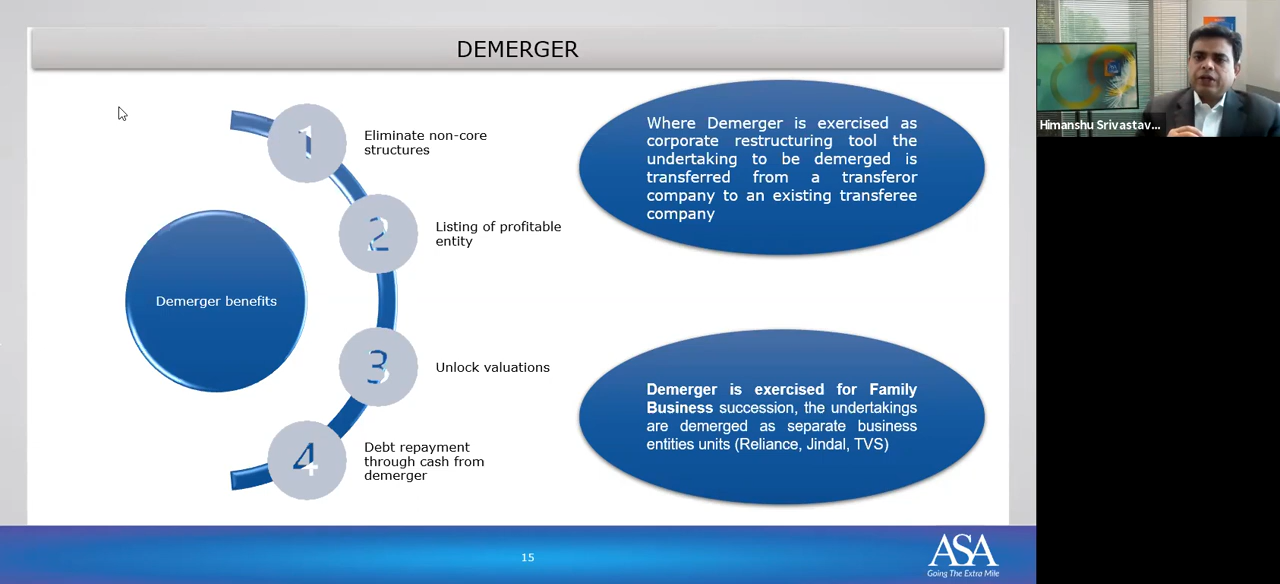 DEMERGER
Demerger benefits
1
Eliminate non-core
structures
2
Listing of profitable
entity
3
Unlock valuations
4
Debt repayment
through cash from
demerger
Where Demerger is exercised as
corporate restructuring tool the
undertaking to be demerged is
transferred from a transferor
company to an existing transferee
company
Demerger is exercised for Family
Business succession, the undertakings
are demerged as separate business
entities units (Reliance, Jindal, TVS)
15
ASA
Going The Extra Mile
Himanshu Srivastav...